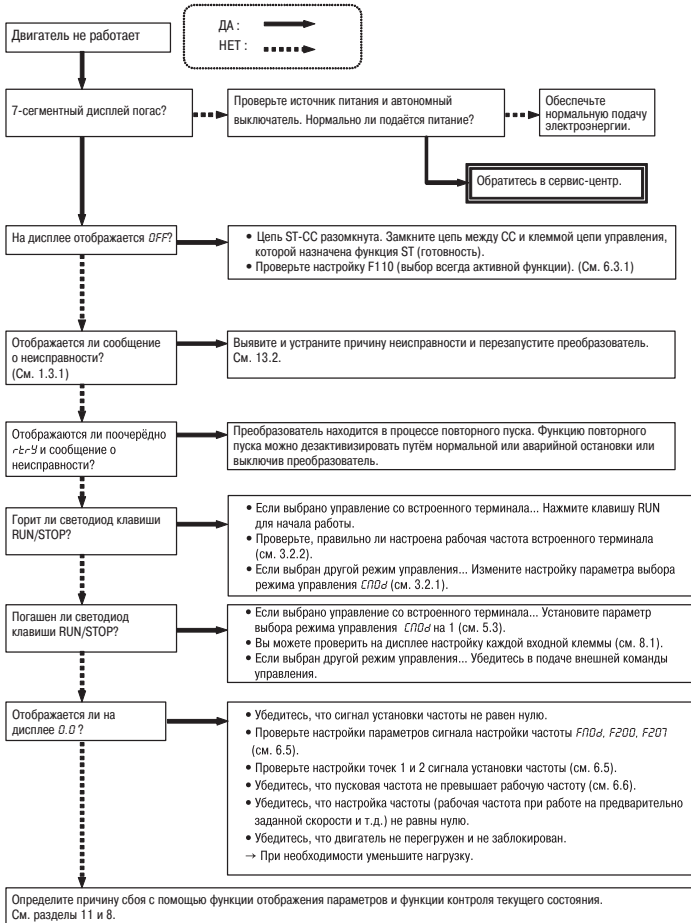 Двигатель не работает
ДА :
НЕТ :
7-сегментный дисплей погас?
Проверьте источник питания и автономный
выключатель. Нормально ли подаётся питание?
Обеспечьте
нормальную подачу
электроэнергии.
Обратитесь в сервис-центр.
На дисплее отображается OFF?
• Цепь ST-CC разомкнута. Замкните цепь между CC и клеммой цепи управления,
которой назначена функция ST (готовность).
• Проверьте настройку F110 (выбор всегда активной функции). (См. 6.3.1)
Отображается ли сообщение
о неисправности?
(См. 1.3.1)
Выявите и устраните причину неисправности и перезапустите преобразователь.
См. 13.2.
Отображаются ли поочерёдно
rtry и сообщение о
неисправности?
Преобразователь находится в процессе повторного пуска. Функцию повторного
пуска можно дезактивизировать путём нормальной или аварийной остановки или
выключив преобразователь.
Горит ли светодиод клавиши
RUN/STOP?
• Если выбрано управление со встроенного терминала... Нажмите клавишу RUN
для начала работы.
• Проверьте, правильно ли настроена рабочая частота встроенного терминала
(см. 3.2.2).
• Если выбран другой режим управления... Измените настройку параметра выбора
режима управления CMOd (см. 3.2.1).
Погашен ли светодиод
клавиши RUN/STOP?
• Если выбрано управление со встроенного терминала... Установите параметр
выбора режима управления CMOd на 1 (5.3).
• Вы можете проверить на дисплее настройку каждой входной клеммы (см. 8.1).
• Если выбран другой режим управления... Убедитесь в подаче внешней команды
управления.
Отображается ли на
дисплее 0.0 ?
• Убедитесь, что сигнал установки частоты не равен нулю.
• Проверьте настройки параметров сигнала настройки частоты FMOd, F200, F207
(см. 6.5).
• Проверьте настройки точек 1 и 2 сигнала установки частоты (см. 6.5).
• Убедитесь, что пусковая частота не превышает рабочую частоту (см. 6.6).
• Убедитесь, что настройка частоты (рабочая частота при работе на предварительно
заданной скорости и т.д.) не равны нулю.
• Убедитесь, что двигатель не перегружен и не заблокирован.
→ При необходимости уменьшите нагрузку.
Определите причину сбоя с помощью функции отображения параметров и функции контроля текущего состояния.
См. разделы 11 и 8.